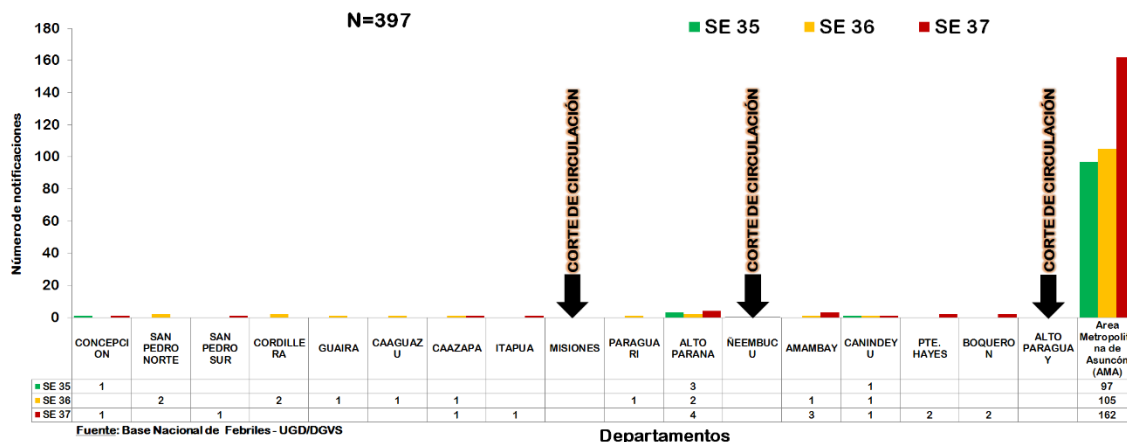 N=397
SE 35 SE 36 SE 37
Número de notificaciones
180
160
140
120
100
80
60
40
20
0
CORTE DE CIRCULACIÓN
CORTE DE CIRCULACIÓN
CORTE DE CIRCULACIÓN
CONCEPCI ON
SAN PEDRO NORTE
SAN PEDRO SUR
CORDILLE RA
GUAIRA
CAAGUAZ U
CAAZAPA
ITAPUA
MISIONES
PARAGUA RI
ALTO PARANA
ÑEEMBUC U
AMAMBAY
CANINDEY U
PTE. HAYES
BOQUERO N
ALTO PARAGUA Y
Area Metropolit na de Asuncón (AMA)
SE 35 1 3 1 97
SE 36 2 2 1 1 1 1 2 1 1 105
SE 37 1 1 1 1 4 3 1 2 2 162
Fuente: Base Nacional de Febriles - UGD/DGVS
Departamentos